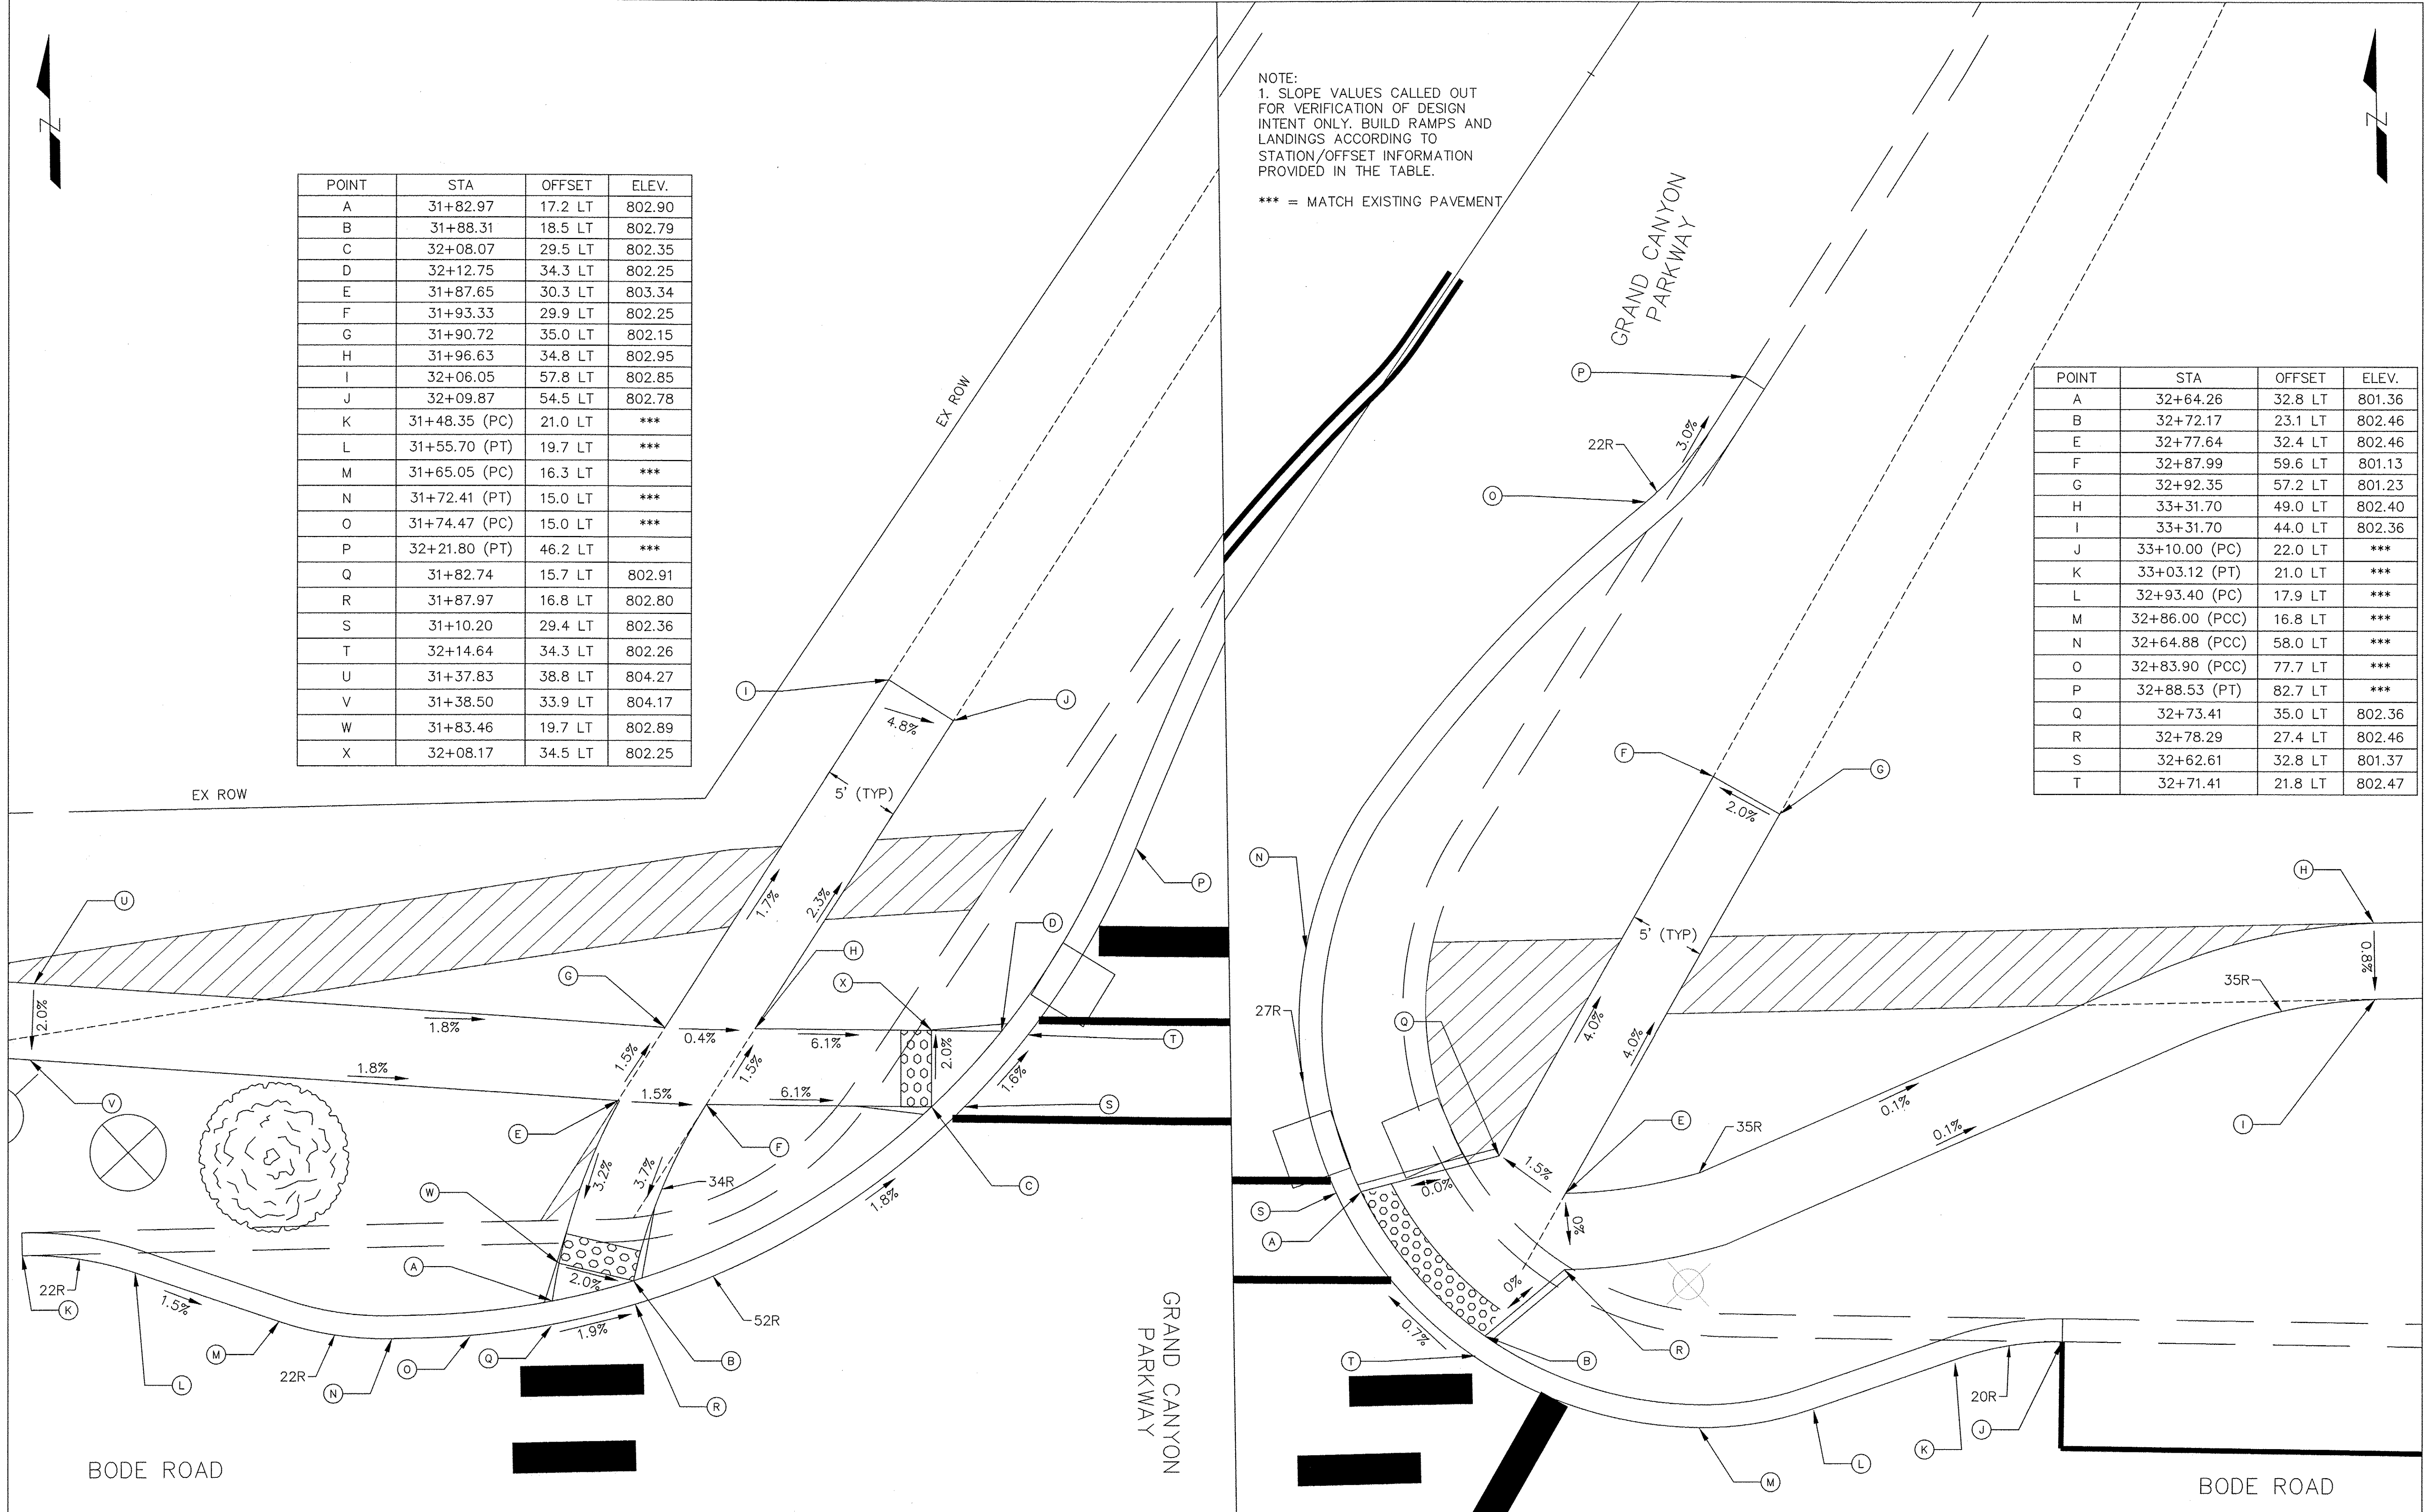 POINT STA OFFSET ELEV.
A 31+82.97 17.2 LT 802.90
B 31+88.31 18.5 LT 802.79
C 32+08.07 29.5 LT 802.35
D 32+12.75 34.3 LT 802.25
E 31+87.65 30.3 LT 803.34
F 31+93.33 29.9 LT 802.25
G 31+90.72 35.0 LT 802.15
H 31+96.63 34.8 LT 802.95
I 32+06.05 57.8 LT 802.85
J 32+09.87 54.5 LT 802.78
K 31+48.35 (PC) 21.0 LT ***
L 31+55.70 (PT) 19.7 LT ***
M 31+65.05 (PC) 16.3 LT ***
N 31+72.41 (PT) 15.0 LT ***
O 31+74.47 (PC) 15.0 LT ***
P 32+21.80 (PT) 46.2 LT ***
Q 31+82.74 15.7 LT 802.91
R 31+87.97 16.8 LT 802.80
S 31+10.20 29.4 LT 802.36
T 32+14.64 34.3 LT 802.26
U 31+37.83 38.8 LT 804.27
V 31+38.50 33.9 LT 804.17
W 31+83.46 19.7 LT 802.89
X 32+08.17 34.5 LT 802.25
Z
EX ROW
EX ROW
I
J
4.8%
5' (TYP)
U
P
1.7%
2.3%
D
H
G
X
2.0%
1.8%
0.4%
6.1%
2.0%
T
1.5%
1.5%
1.6%
1.8%
1.5%
6.1%
V
S
E
F
3.2%
3.7%
34R
W
C
1.8%
A
2.0%
22R
K
1.5%
52R
1.9%
M
22R
N
O
Q
B
L
R
BODE ROAD
GRAND CANYON
PARKWAY
NOTE:
1. SLOPE VALUES CALLED OUT
FOR VERIFICATION OF DESIGN
INTENT ONLY. BUILD RAMPS AND
LANDINGS ACCORDING TO
STATION/OFFSET INFORMATION
PROVIDED IN THE TABLE.
*** = MATCH EXISTING PAVEMENT
Z
GRAND CANYON
PARKWAY
POINT STA OFFSET ELEV.
A 32+64.26 32.8 LT 801.36
B 32+72.17 23.1 LT 802.46
E 32+77.64 32.4 LT 802.46
F 32+87.99 59.6 LT 801.13
G 32+92.35 57.2 LT 801.23
H 33+31.70 49.0 LT 802.40
I 33+31.70 44.0 LT 802.36
J 33+10.00 (PC) 22.0 LT ***
K 33+03.12 (PT) 21.0 LT ***
L 32+93.40 (PC) 17.9 LT ***
M 32+86.00 (PCC) 16.8 LT ***
N 32+64.88 (PCC) 58.0 LT ***
O 32+83.90 (PCC) 77.7 LT ***
P 32+88.53 (PT) 82.7 LT ***
Q 32+73.41 35.0 LT 802.36
R 32+78.29 27.4 LT 802.46
S 32+62.61 32.8 LT 801.37
T 32+71.41 21.8 LT 802.47
P
22R
3.0%
O
F
G
2.0%
N
H
5' (TYP)
0.8%
35R
27R
Q
4.0%
4.0%
0.1%
E
35R
I
0.1%
1.5%
0.0%
S
A
0%
0%
0.7%
T
B
R
20R
J
K
L
M
BODE ROAD